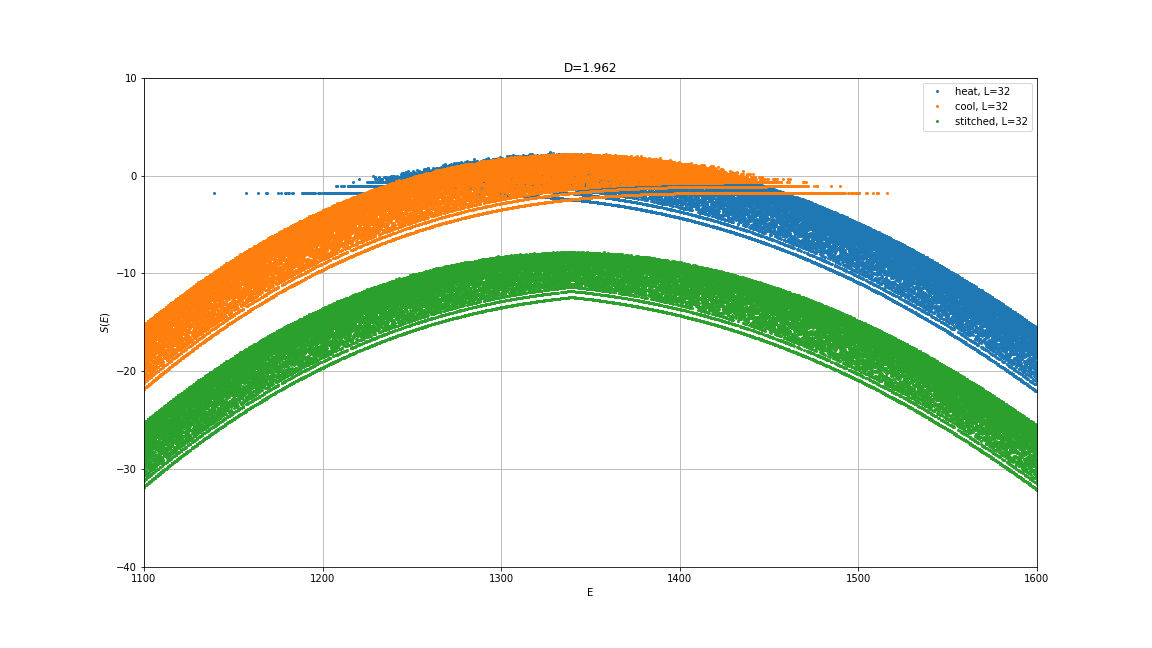 D=1.962
10
0
−10
−20
−30
−40
S(E)
1100
1200
1300
1400
1500
1600
E
heat, L=32
cool, L=32
stitched, L=32